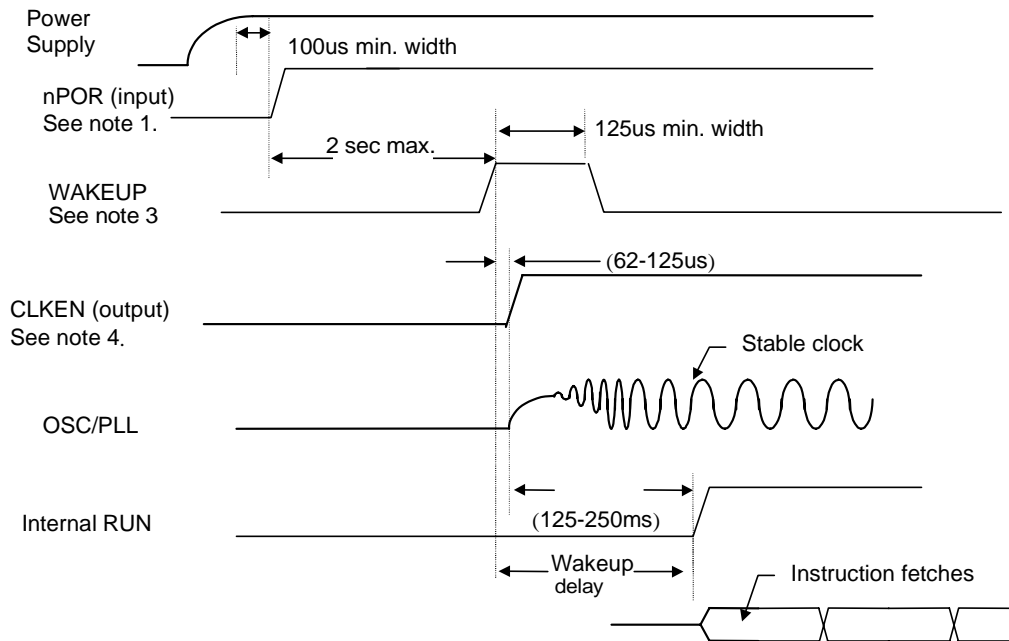 Power
Supply
100us min. width
nPOR (input)
See note 1.
125us min. width
2 sec max.
WAKEUP
See note 3
(62-125us)
CLKEN (output)
See note 4.
Stable clock
OSC/PLL
Internal RUN
(125-250ms)
Wakeup
delay
Instruction fetches